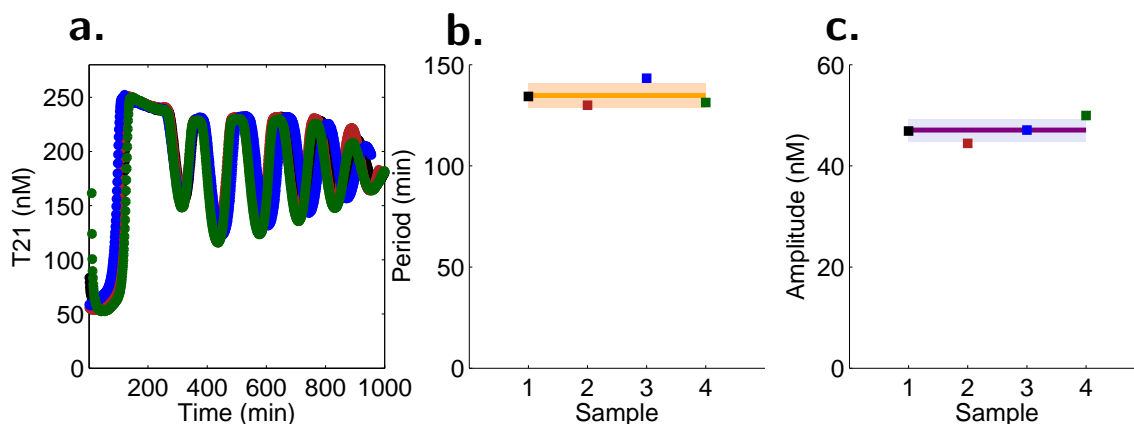 a.
T21 (nM)
250
200
150
100
50
0
200 400 600 800 1000
Time (min)
b.
Period (min)
150
100
50
0
1 2 3 4
Sample
c.
Amplitude (nM)
60
40
20
0
1 2 3 4
Sample